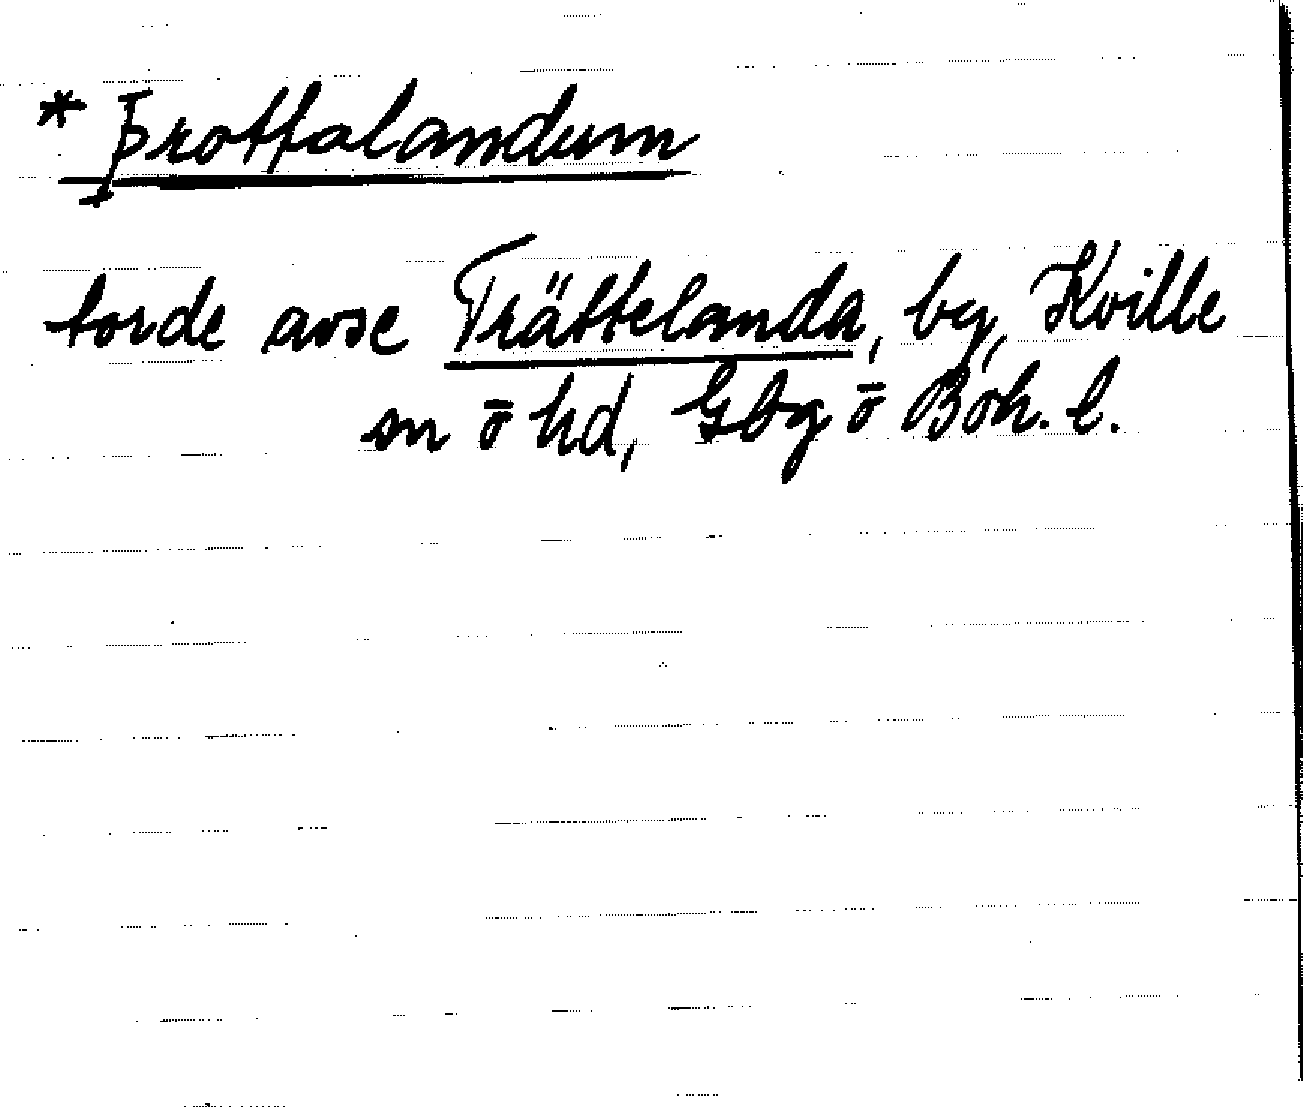 * Þrottalandum
torde avse Trättelanda, by, Kville
sn ō hd, Gbg ō Boh. l.